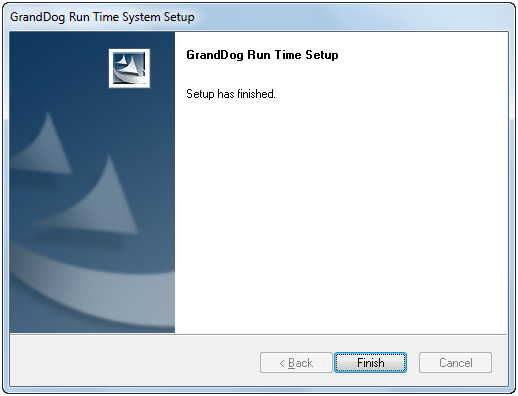 GrandDog Run Time System Setup
GrandDog Run Time Setup
Setup has finished.
< Back
Finish
Cancel